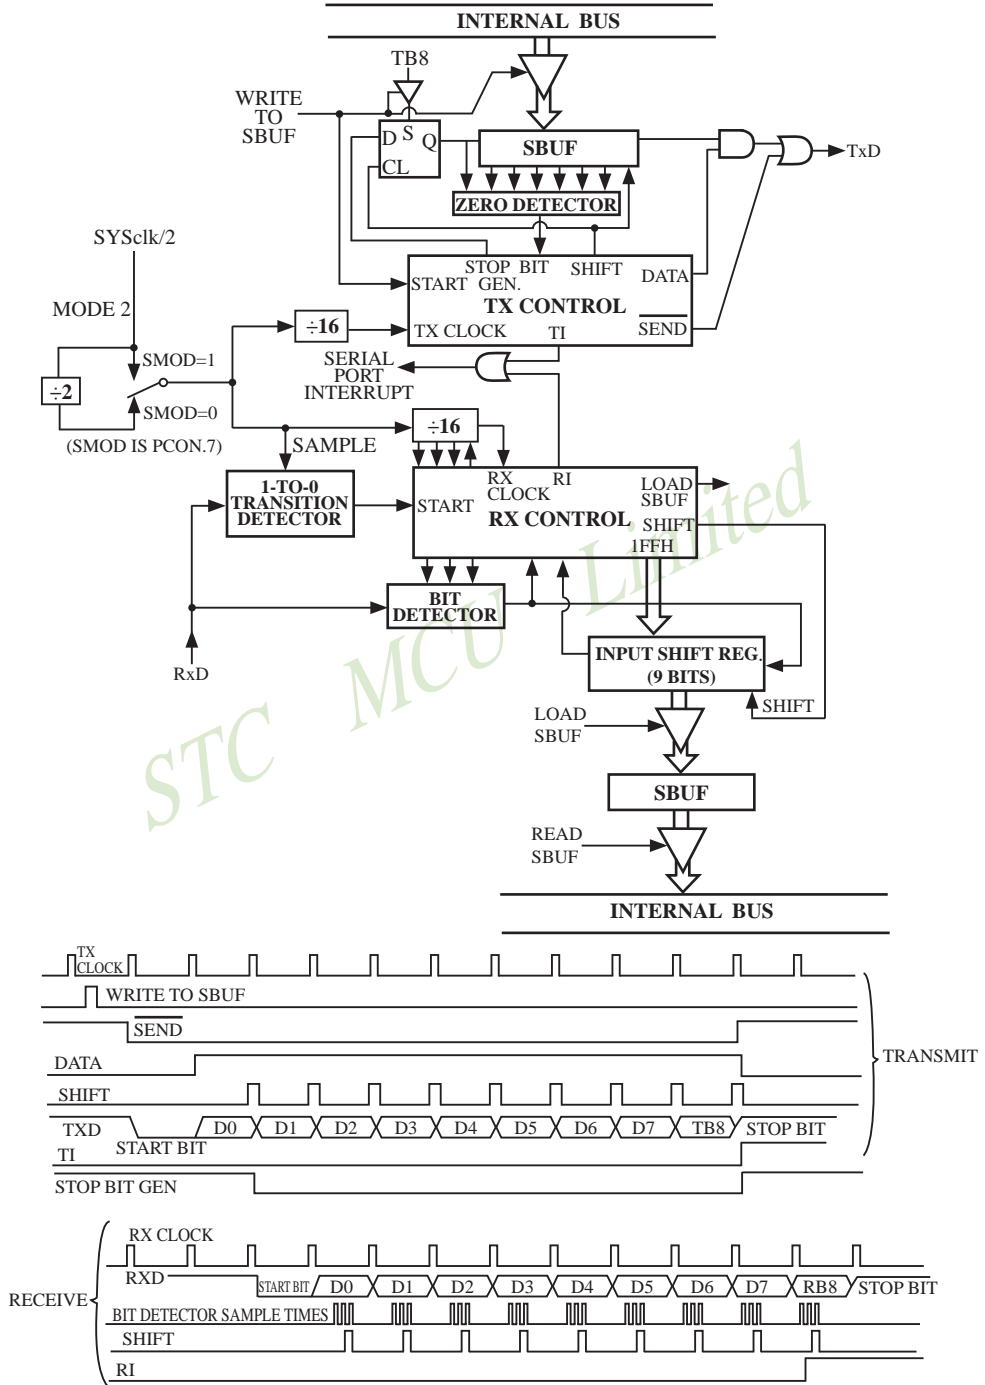 INTERNAL BUS
TB8
WRITE
TO
SBUF
D S Q
CL
SBUF
TxD
ZERO DETECTOR
SYSclk/2
STOP BIT
GEN.
SHIFT
DATA
START
TX CONTROL
MODE 2
÷16
TX CLOCK
TI
SEND
SERIAL
PORT
INTERRUPT
SMOD=1
÷2
SMOD=0
(SMOD IS PCON.7)
SAMPLE
÷16
1-TO-0
TRANSITION
DETECTOR
START
RX
CLOCK
RI
LOAD
SBUF
RX CONTROL
SHIFT
1FFH
BIT
DETECTOR
RxD
INPUT SHIFT REG.
(9 BITS)
SHIFT
LOAD
SBUF
SBUF
READ
SBUF
INTERNAL BUS
STC MCU Limited
TX
CLOCK
WRITE TO SBUF
SEND
DATA
TRANSMIT
SHIFT
TXD
START BIT
D0 D1 D2 D3 D4 D5 D6 D7 TB8 STOP BIT
TI
STOP BIT GEN
RX CLOCK
RXD
START BIT D0 D1 D2 D3 D4 D5 D6 D7 RB8 STOP BIT
RECEIVE
BIT DETECTOR SAMPLE TIMES
SHIFT
RI